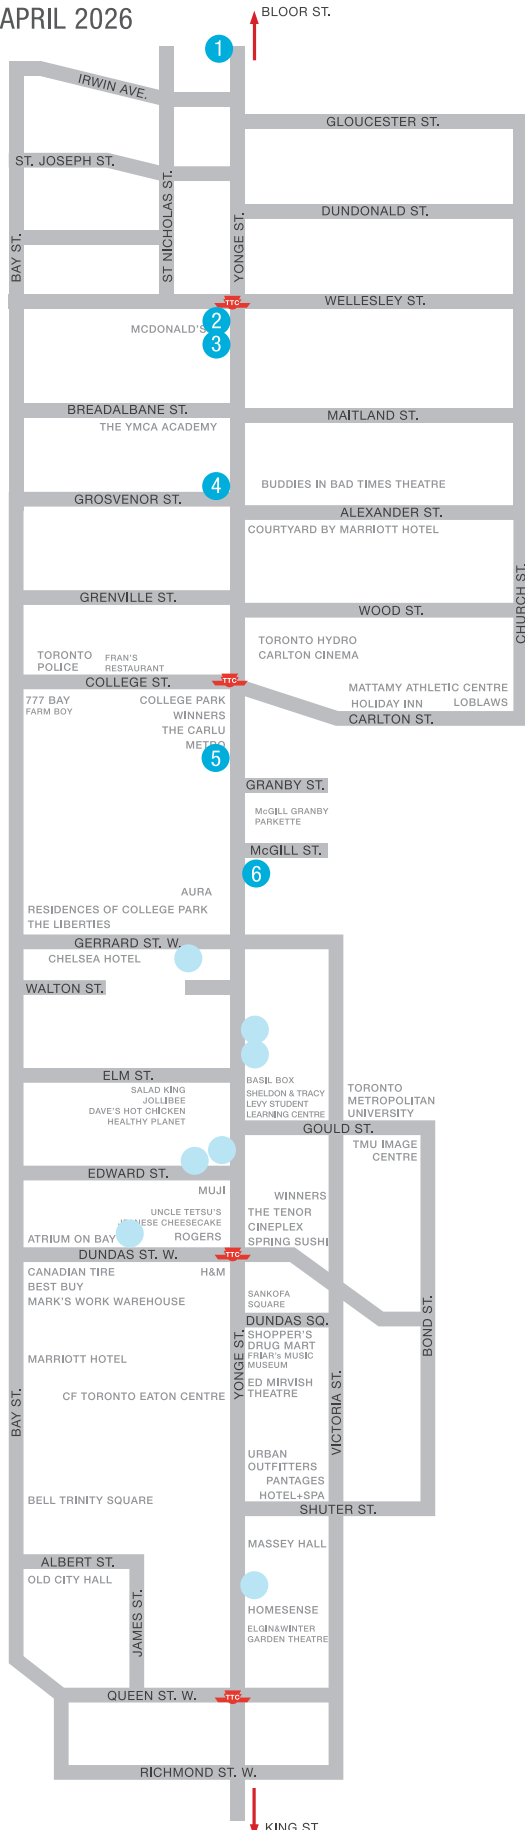 APRIL 2026
BLOOR ST.
1
IRWIN AVE.
GLOUCESTER ST.
ST. JOSEPH ST.
ST NICHOLAS ST.
DUNDONALD ST.
BAY ST.
YONGE ST.
TTC
WELLESLEY ST.
2
MCDONALD'S
3
BREADALBANE ST.
MAITLAND ST.
THE YMCA ACADEMY
4
BUDDIES IN BAD TIMES THEATRE
GROSVENOR ST.
ALEXANDER ST.
COURTYARD BY MARRIOTT HOTEL
CHURCH ST.
GRENVILLE ST.
WOOD ST.
TORONTO HYDRO
CARLTON CINEMA
TORONTO
POLICE
FRAN'S
RESTAURANT
COLLEGE ST.
TTC
MATTAMY ATHLETIC CENTRE
HOLIDAY INN
LOBLAWS
CARLTON ST.
777 BAY
FARM BOY
COLLEGE PARK
WINNERS
THE CARLU
METRO
5
GRANBY ST.
McGILL GRANBY
PARKETTE
McGILL ST.
6
AURA
RESIDENCES OF COLLEGE PARK
THE LIBERTIES
GERRARD ST. W.
CHELSEA HOTEL
WALTON ST.
ELM ST.
BASIL BOX
SHELDON & TRACY
LEVY STUDENT
LEARNING CENTRE
TORONTO
METROPOLITAN
UNIVERSITY
SALAD KING
JOLLIBEE
DAVE'S HOT CHICKEN
HEALTHY PLANET
GOULD ST.
TMU IMAGE
CENTRE
EDWARD ST.
MUJI
WINNERS
UNCLE TETSU'S
JAPANESE CHEESECAKE
THE TENOR
CINEPLEX
SPRING SUSHI
ATRIUM ON BAY
ROGERS
DUNDAS ST. W.
TTC
CANADIAN TIRE
BEST BUY
MARK'S WORK WAREHOUSE
H&M
SANKOFA
SQUARE
DUNDAS SQ.
BOND ST.
SHOPPER'S
DRUG MART
FRIAR's MUSIC
MUSEUM
YONGE ST.
MARRIOTT HOTEL
ED MIRVISH
THEATRE
BAY ST.
CF TORONTO EATON CENTRE
VICTORIA ST.
URBAN
OUTFITTERS
PANTAGES
HOTEL+SPA
BELL TRINITY SQUARE
SHUTER ST.
MASSEY HALL
ALBERT ST.
OLD CITY HALL
JAMES ST.
HOMESENSE
ELGIN&WINTER
GARDEN THEATRE
QUEEN ST. W.
TTC
RICHMOND ST. W.
KING ST.